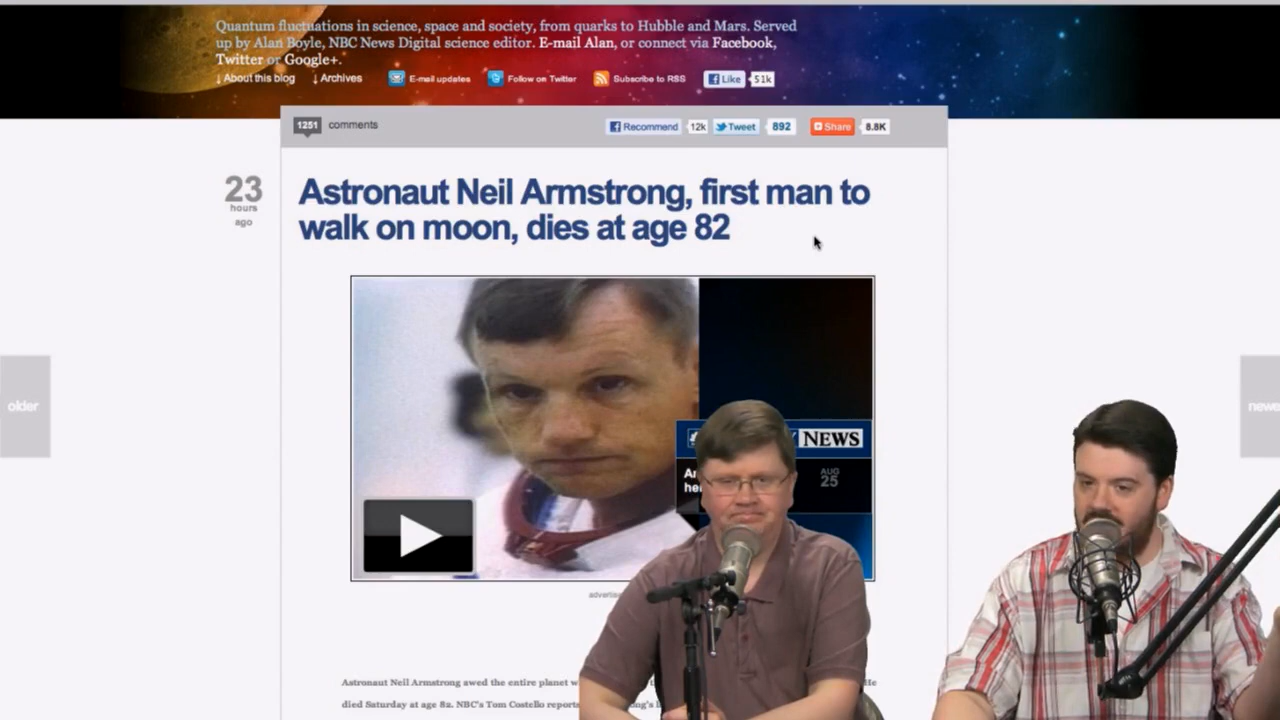 Quantum fluctuations in science, space and society, from quarks to Hubble and Mars. Served
up by Alan Boyle, NBC News Digital science editor. E-mail Alan, or connect via Facebook,
Twitter or Google+.
↓ About this blog ↓ Archives E-mail updates Follow on Twitter Subscribe to RSS Like 51k
1251 comments Recommend 12k Tweet 892 Share 8.8K
23
hours
ago
Astronaut Neil Armstrong, first man to
walk on moon, dies at age 82
older
NEWS
AUG
25
Astronaut Neil Armstrong awed the entire planet
died Saturday at age 82. NBC's Tom Costello reports